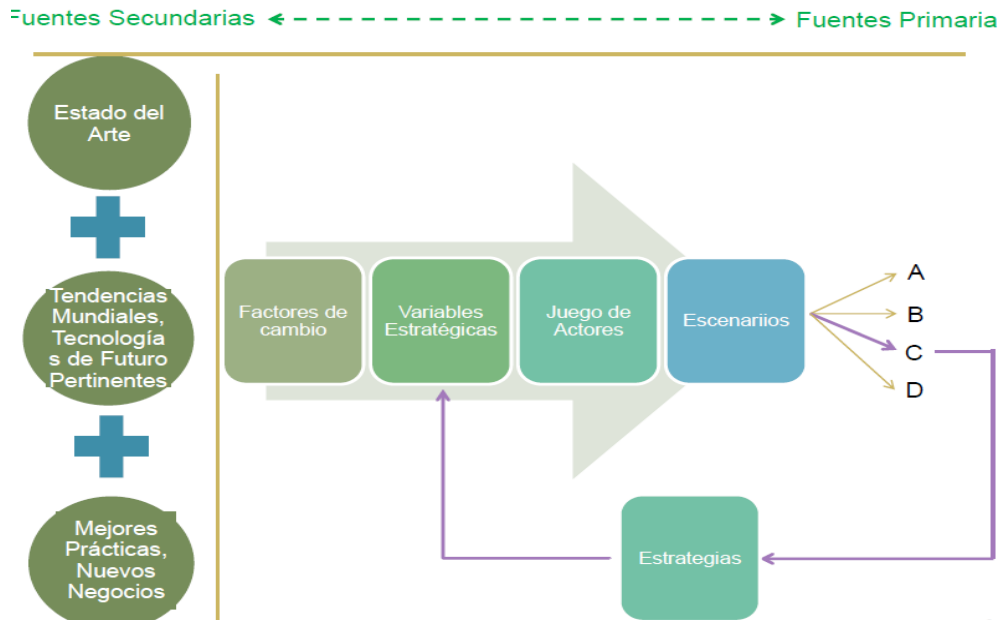 Fuentes Secundarias
Fuentes Primaria
Estado del
Arte
Tendencias
Mundiales,
Tecnología
s de Futuro
Pertinentes
Mejores
Prácticas,
Nuevos
Negocios
Factores de
cambio
Variables
Estratégicas
Juego de
Actores
Escenariios
A
B
C
D
Estrategias